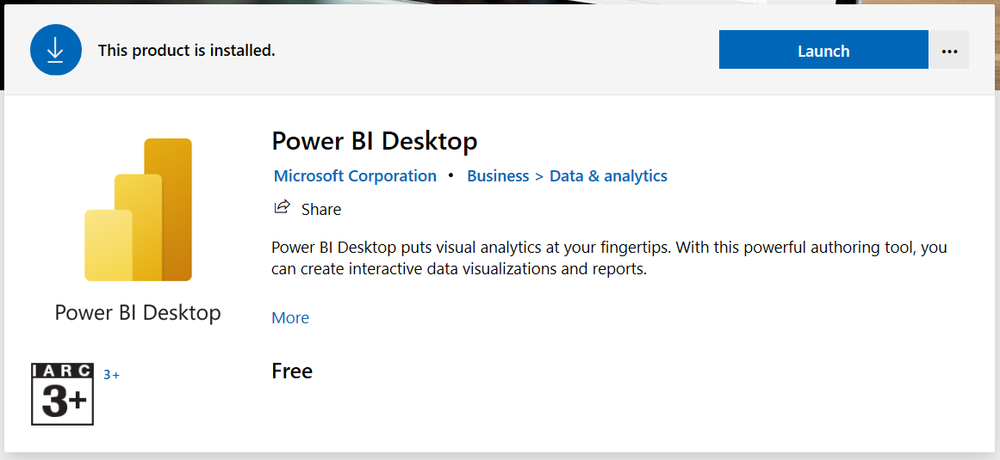 This product is installed.
Launch
...
Power BI Desktop
Microsoft Corporation • Business > Data & analytics
Share
Power BI Desktop puts visual analytics at your fingertips. With this powerful authoring tool, you
can create interactive data visualizations and reports.
Power BI Desktop
More
IARC
3+
3+
Free